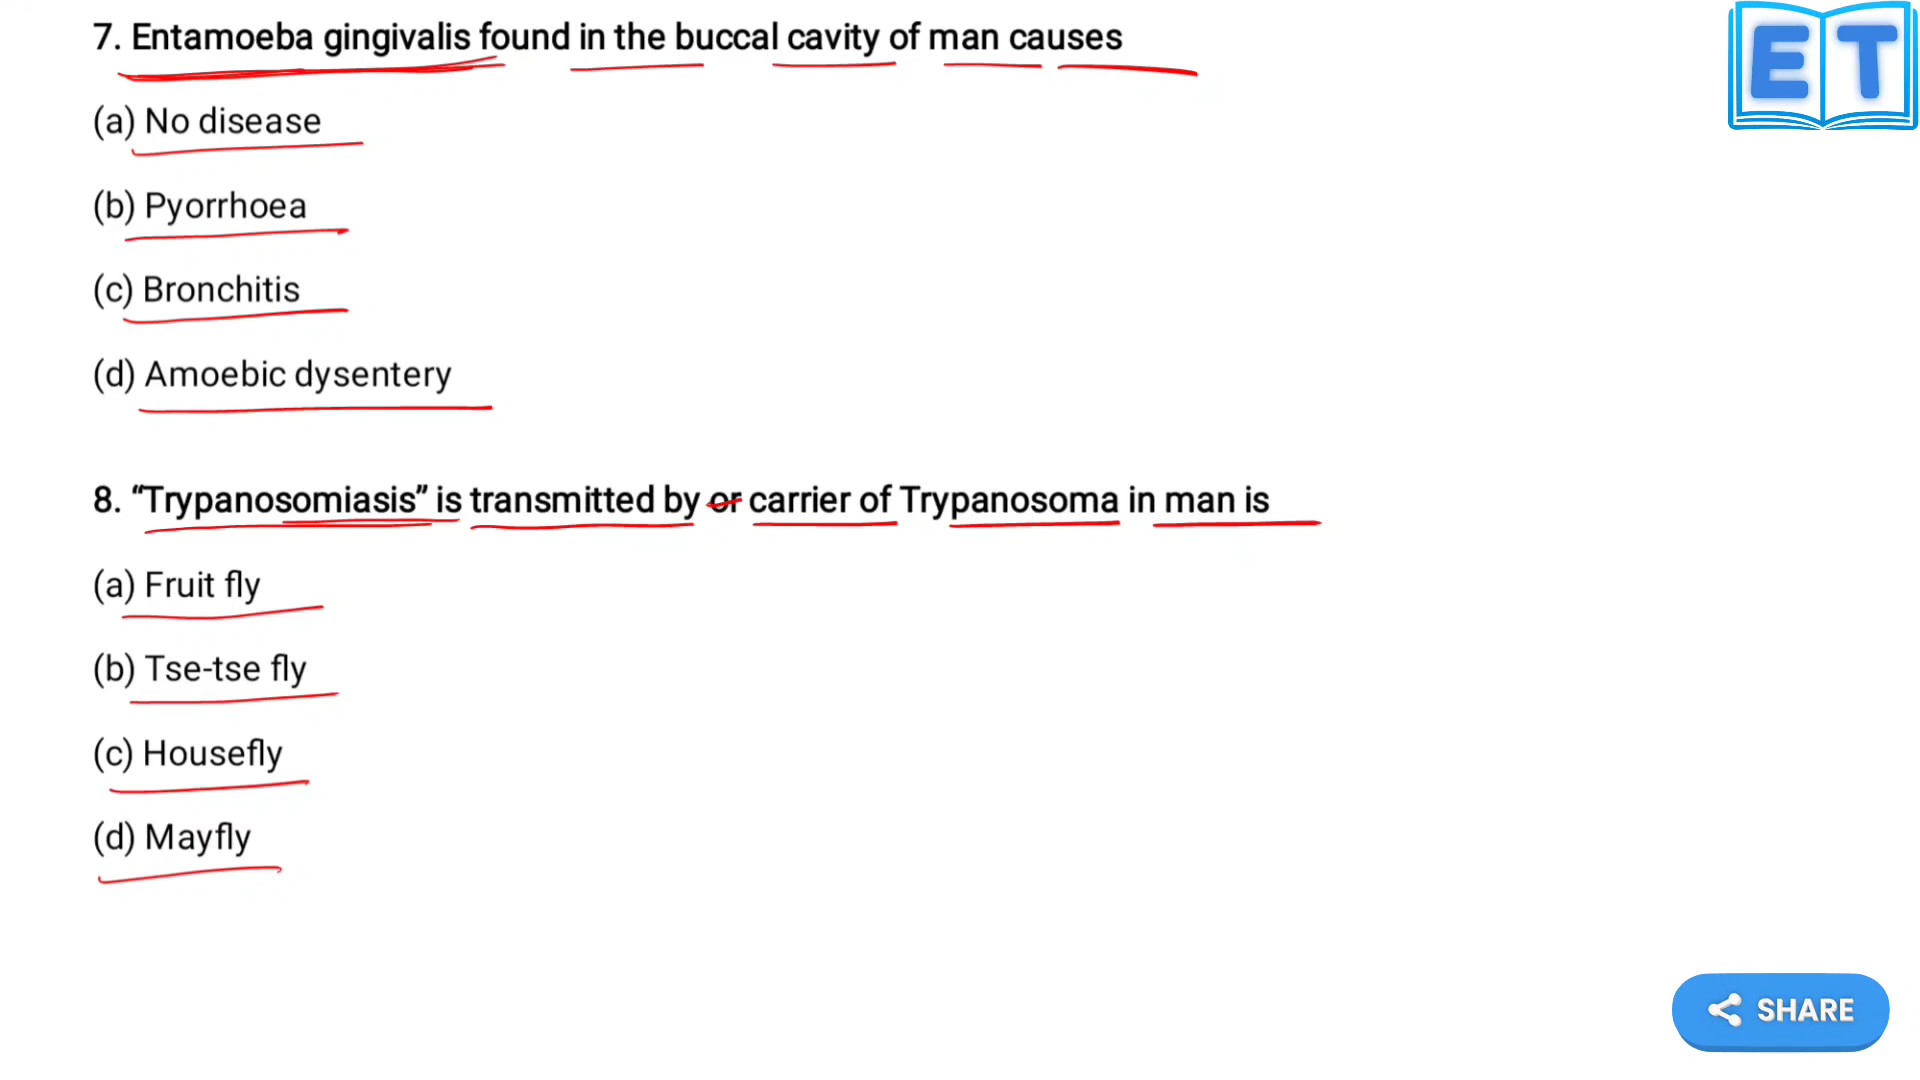 7. Entamoeba gingivalis found in the buccal cavity of man causes
ET
(a) No disease
(b) Pyorrhoea
(c) Bronchitis
(d) Amoebic dysentery
8. “Trypanosomiasis” is transmitted by or carrier of Trypanosoma in man is
(a) Fruit fly
(b) Tse-tse fly
(c) Housefly
(d) Mayfly
SHARE